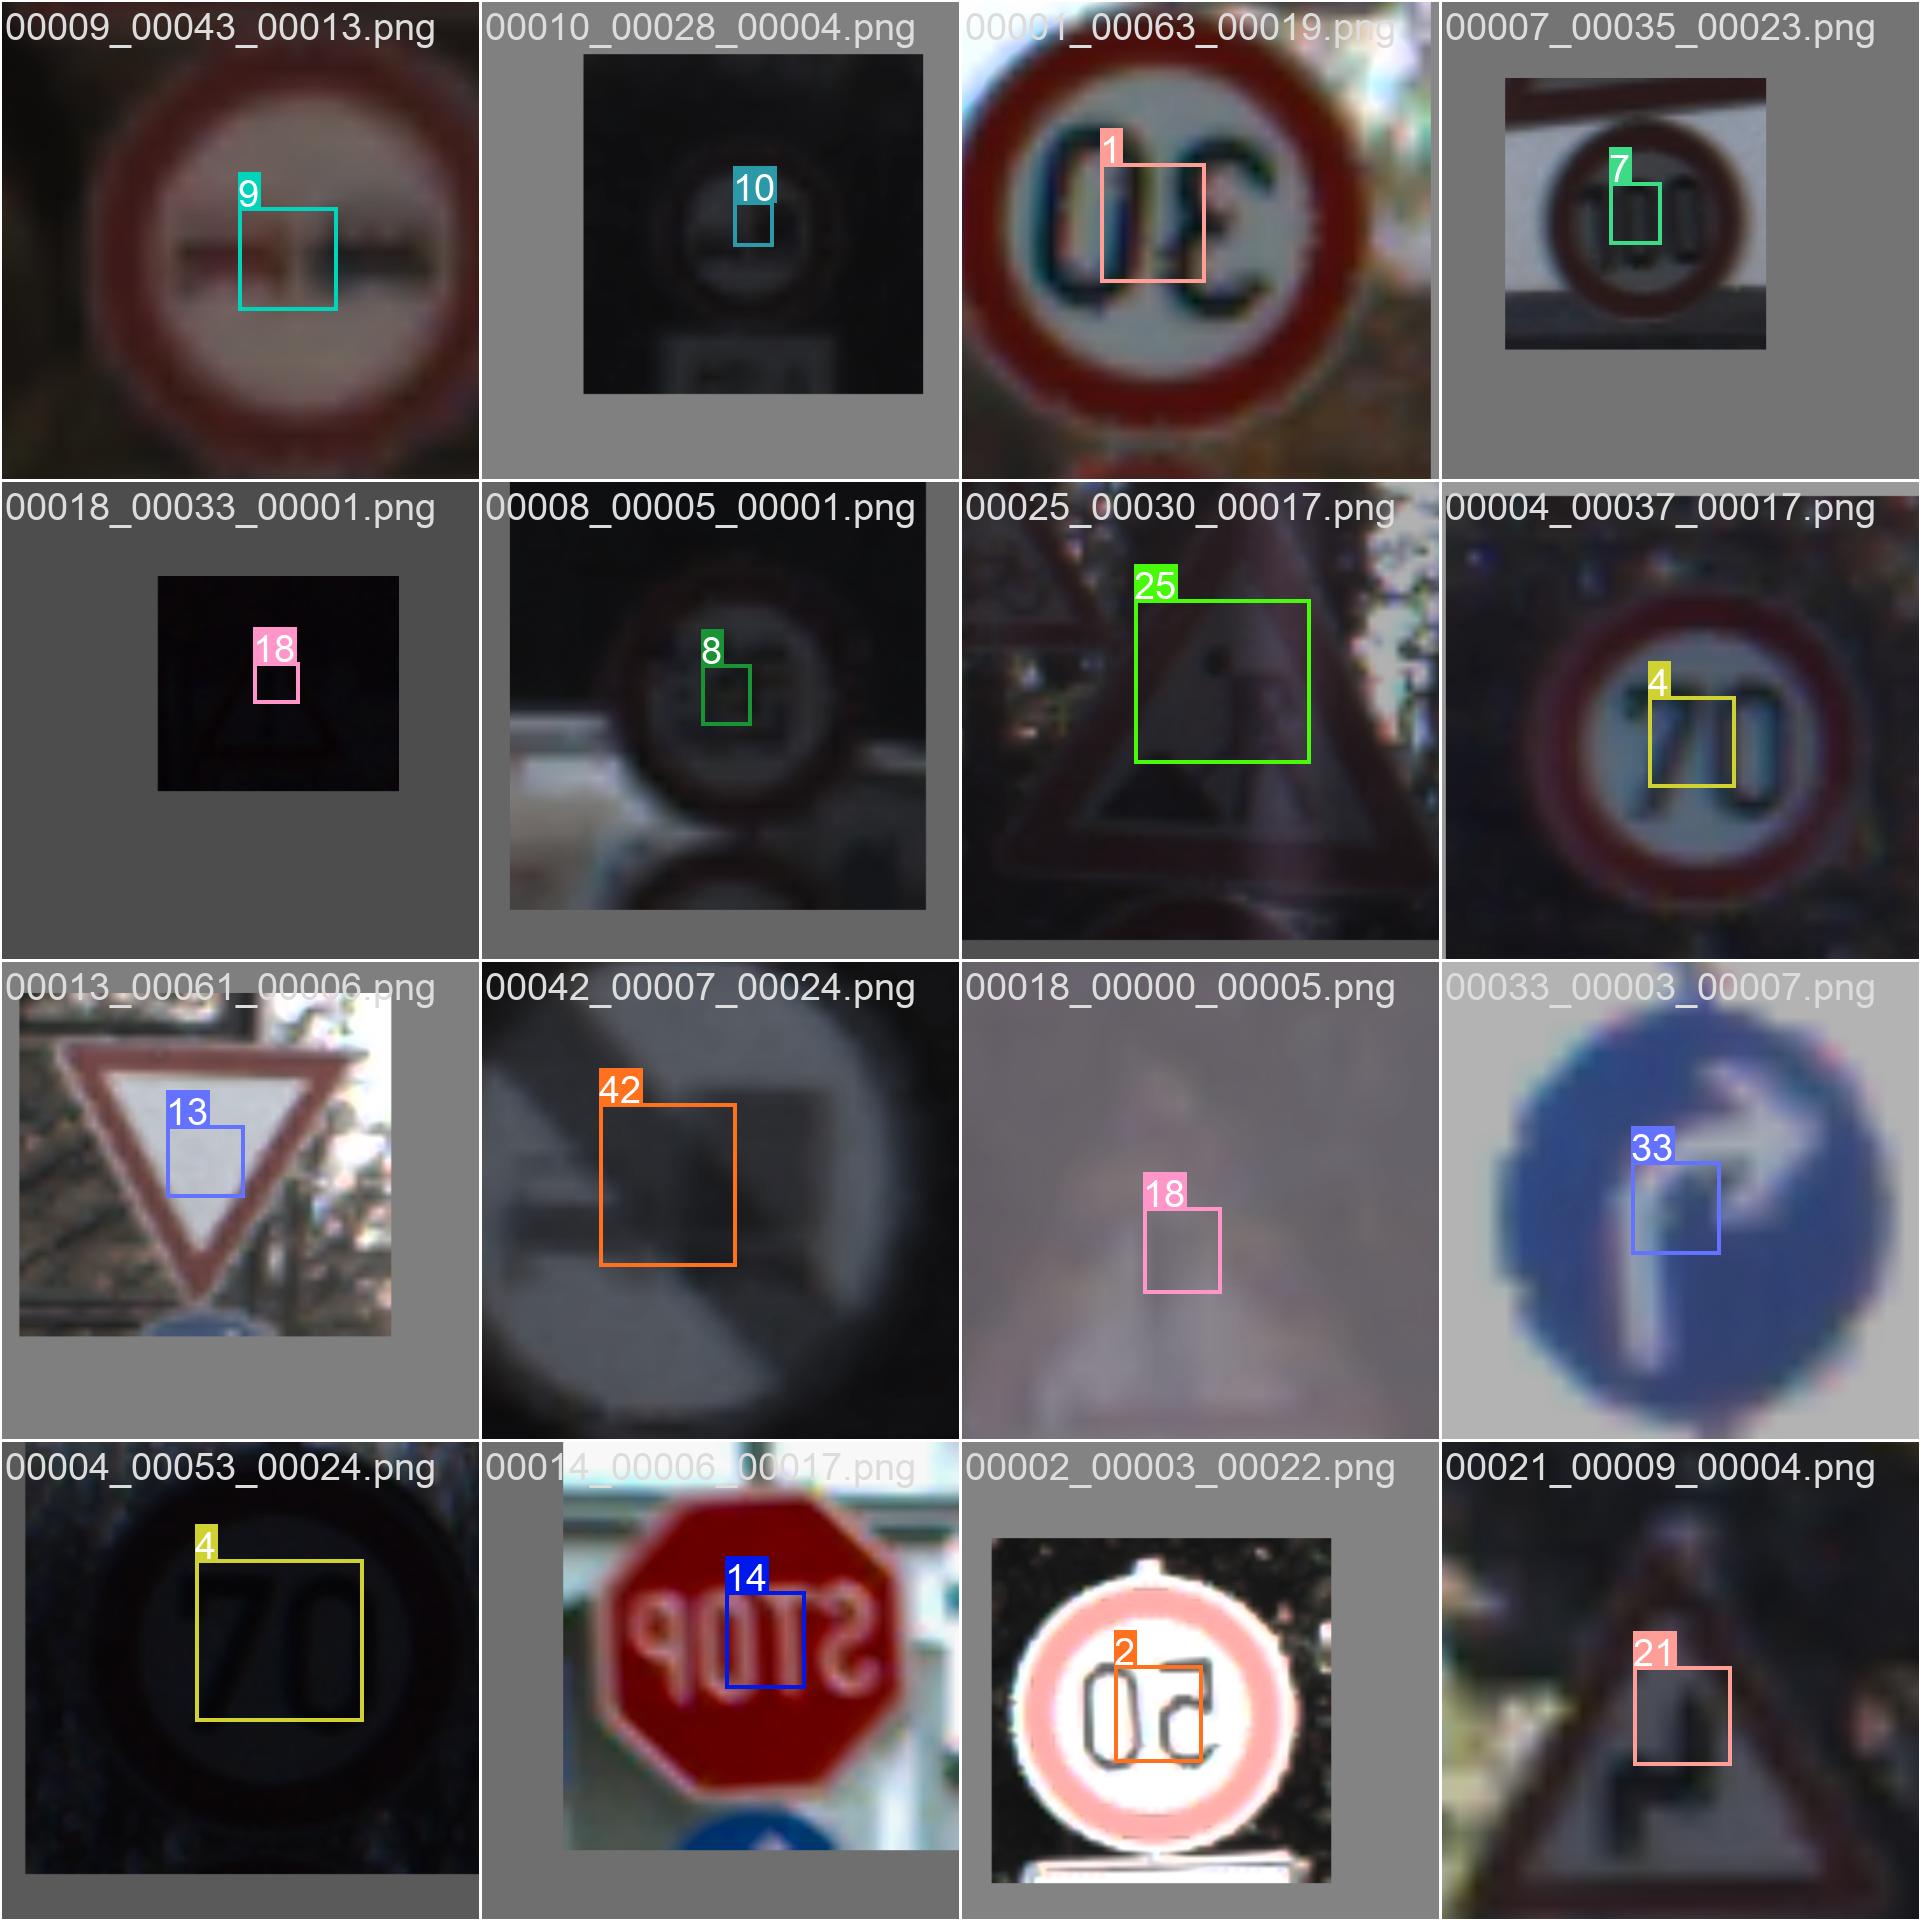 00009_00043_00013.png
00010_00028_00004.png
00001_00063_00019.png
00007_00035_00023.png
9
10
1
30
7
100
00018_00033_00001.png
00008_00005_00001.png
00025_00030_00017.png
00004_00037_00017.png
18
8
25
4
70
00013_00061_00006.png
00042_00007_00024.png
00018_00000_00005.png
00033_00003_00007.png
13
42
18
33
00004_00053_00024.png
00014_00006_00017.png
00002_00003_00022.png
00021_00009_00004.png
4
70
14
STOP
2
50
21